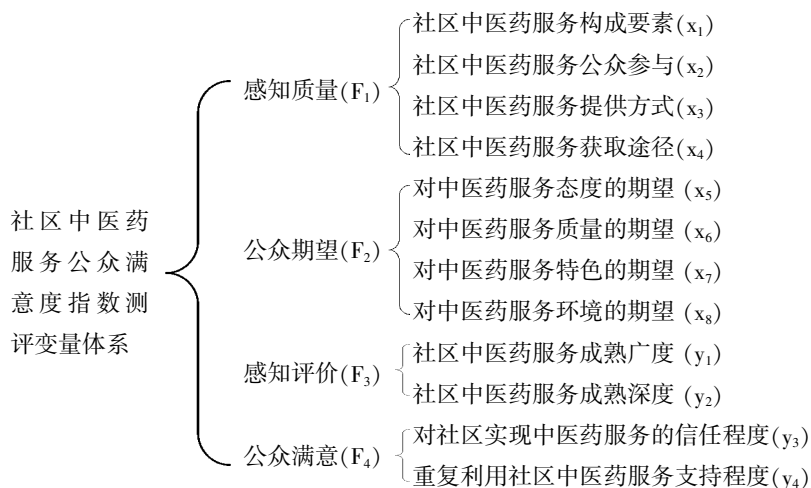 社区中医药
服务公众满
意度指数测
评变量体系
感知质量(F₁)
社区中医药服务构成要素(x₁)
社区中医药服务公众参与(x₂)
社区中医药服务提供方式(x₃)
社区中医药服务获取途径(x₄)
公众期望(F₂)
对中医药服务态度的期望 (x₅)
对中医药服务质量的期望 (x₆)
对中医药服务特色的期望 (x₇)
对中医药服务环境的期望 (x₈)
感知评价(F₃)
社区中医药服务成熟广度 (y₁)
社区中医药服务成熟深度 (y₂)
公众满意(F₄)
对社区实现中医药服务的信任程度(y₃)
重复利用社区中医药服务支持程度(y₄)